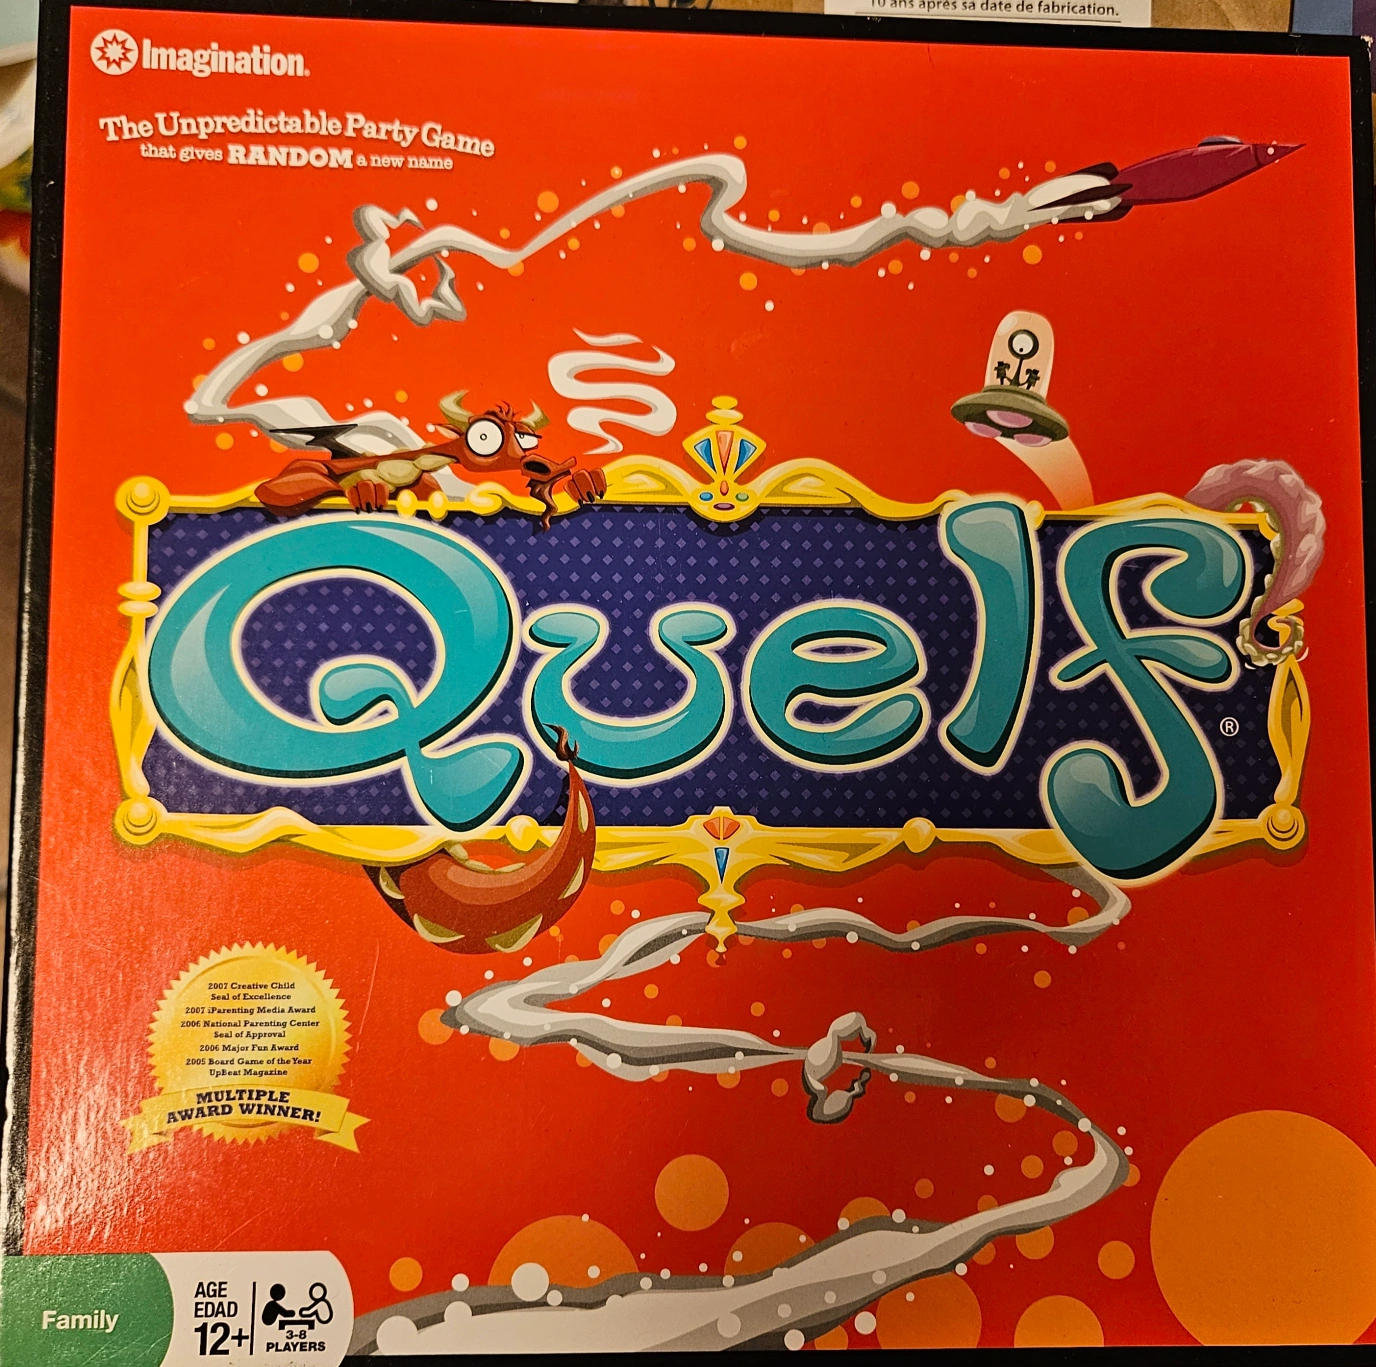 10 ans après sa date de fabrication.
Imagination.
The Unpredictable Party Game
that gives RANDOM a new name
Quelf
®
2007 Creative Child
Seal of Excellence
2007 iParenting Media Award
2006 National Parenting Center
Seal of Approval
2006 Major Fun Award
2005 Board Game of the Year
UpBeat Magazine
MULTIPLE
AWARD WINNER!
Family
AGE
EDAD
12+
3-8
PLAYERS